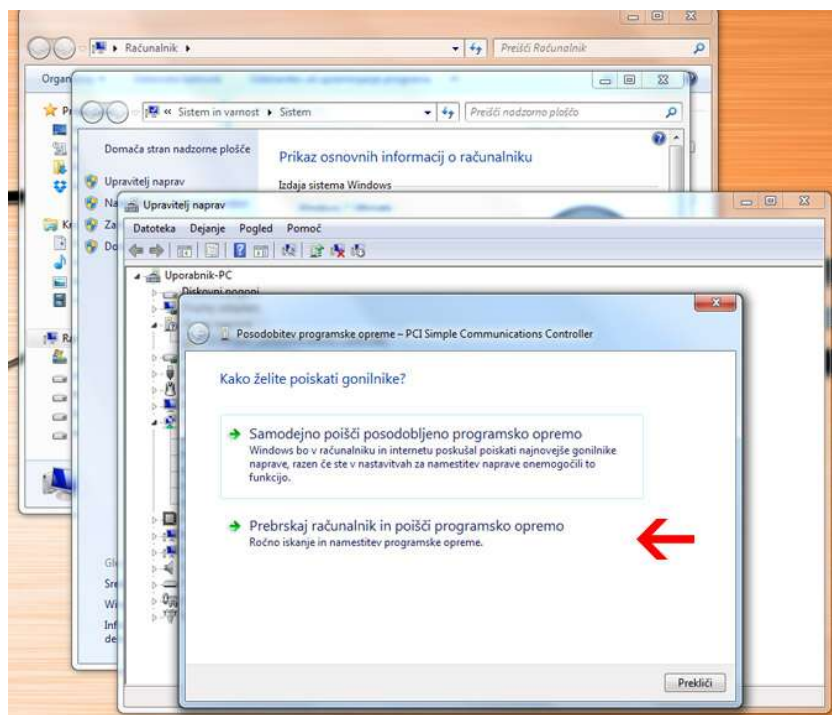 Računalnik
Preišči Računalnik
Organ
Sistem in varnost
Sistem
Preišči nadzorno ploščo
Domača stran nadzorne plošče
Prikaz osnovnih informacij o računalniku
Upravitelj naprav
Izdaja sistema Windows
Upravitelj naprav
Datoteka Dejanje Pogled Pomoč
Uporabnik-PC
Diskovni pogoni
Posodobitev programske opreme – PCI Simple Communications Controller
Kako želite poiskati gonilnike?
Samodejno poišči posodobljeno programsko opremo
Windows bo v računalniku in internetu poskušal poiskati najnovejše gonilnike
naprave, razen če ste v nastavitvah za namestitev naprave onemogočili to
funkcijo.
Prebrskaj računalnik in poišči programsko opremo
Ročno iskanje in namestitev programske opreme.
Prekliči